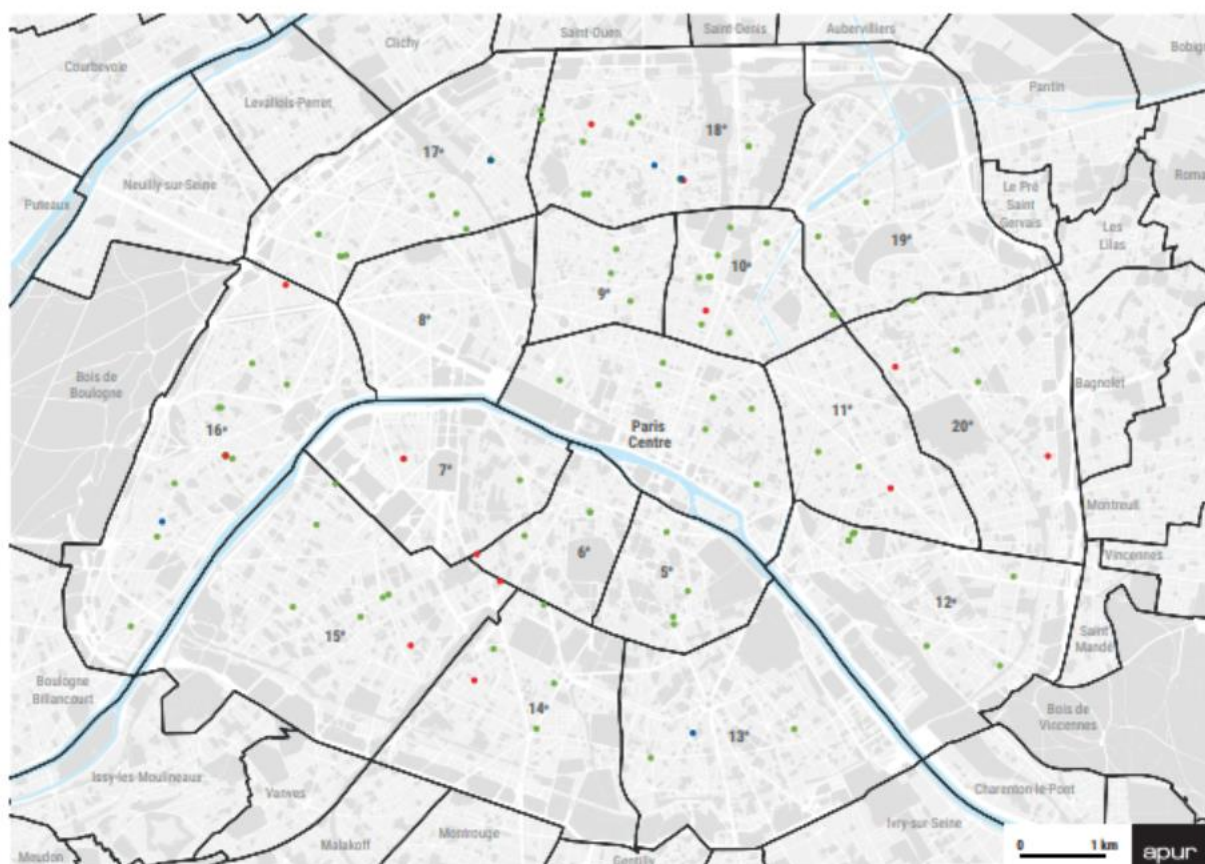 Clichy
Saint-Ouen
Saint-Denis
Aubervilliers
Bobig
Courbevoie
Levallois-Perret
Pantin
17e
18e
Neuilly-sur-Seine
Puteaux
Le Pré
Saint
Gervais
Roma
Les
Lilas
19e
10e
9e
8e
Bois de
Boulogne
Bagnolet
11e
16e
Paris
Centre
20e
7e
Montreuil
6e
5e
Vincennes
12e
15e
Saint
Mandé
Boulogne
Billancourt
14e
13e
Bois de
Vincennes
Issy-les-Moulineaux
Vanves
Charenton-le-Pont
Ivry-sur-Seine
Montrouge
Malakoff
Meudon
Gentilly
0 1 km
apur